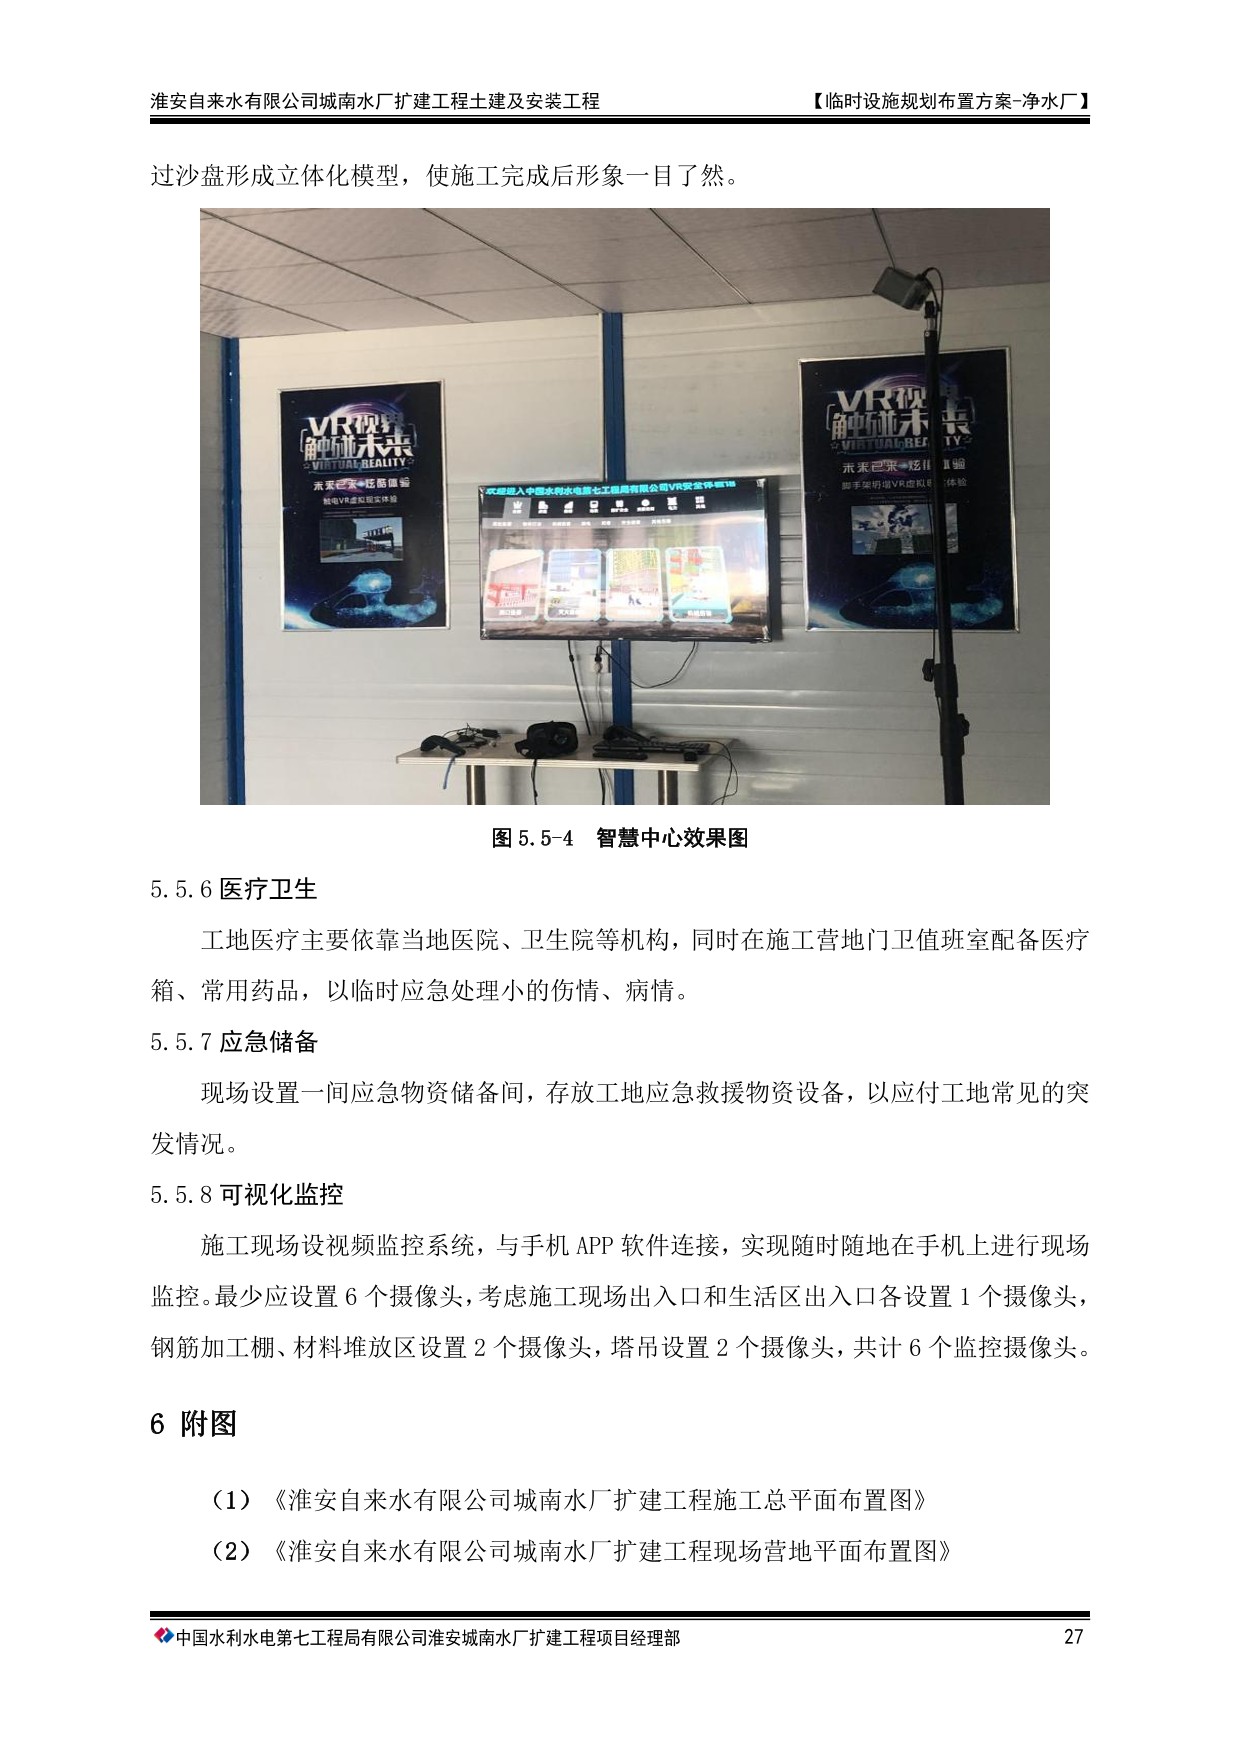 淮安自来水有限公司城南水厂扩建工程土建及安装工程 【临时设施规划布置方案-净水厂】
过沙盘形成立体化模型，使施工完成后形象一目了然。
VR视界
触碰未来
VIRTUAL REALITY
未来已来 炫酷体验
触电VR虚拟现实体验
欢迎进入中国水利水电第七工程局有限公司VR安全体验馆
VR视
触碰未来
未来已来
图 5.5-4 智慧中心效果图
5.5.6 医疗卫生
工地医疗主要依靠当地医院、卫生院等机构，同时在施工营地门卫值班室配备医疗
箱、常用药品，以临时应急处理小的伤情、病情。
5.5.7 应急储备
现场设置一间应急物资储备间，存放工地应急救援物资设备，以应付工地常见的突
发情况。
5.5.8 可视化监控
施工现场设视频监控系统，与手机 APP 软件连接，实现随时随地在手机上进行现场
监控。最少应设置 6 个摄像头，考虑施工现场出入口和生活区出入口各设置 1 个摄像头，
钢筋加工棚、材料堆放区设置 2 个摄像头，塔吊设置 2 个摄像头，共计 6 个监控摄像头。
6 附图
（1）《淮安自来水有限公司城南水厂扩建工程施工总平面布置图》
（2）《淮安自来水有限公司城南水厂扩建工程现场营地平面布置图》
中国水利水电第七工程局有限公司淮安城南水厂扩建工程项目经理部 27